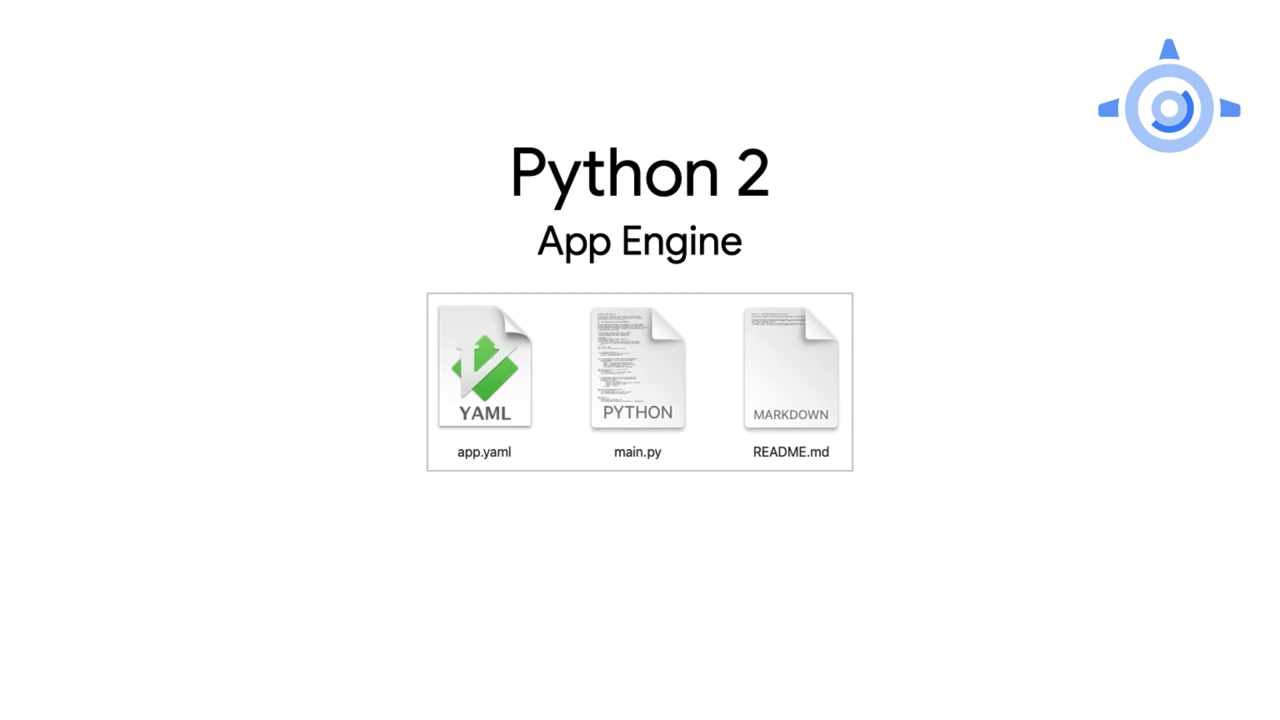 Python 2
App Engine
YAML
PYTHON
MARKDOWN
app.yaml
main.py
README.md